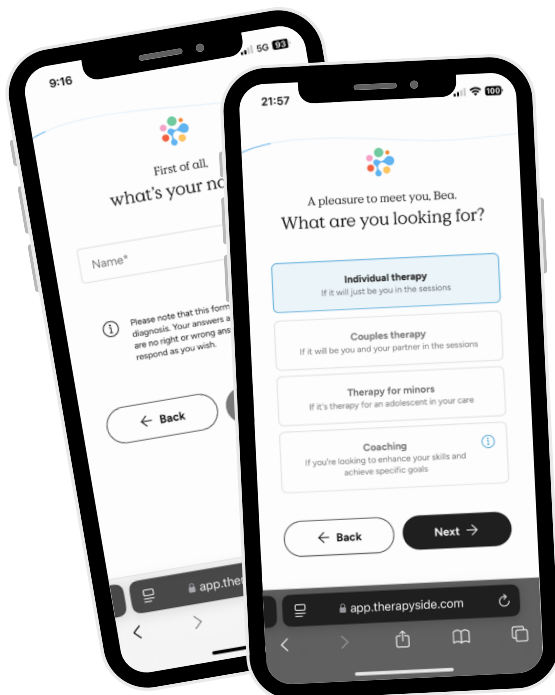 9:16
5G
93
First of all,
what's your
Name*
Please note that this form
diagnosis. Your answers
are no right or wrong
respond as you wish.
← Back
21:57
100
A pleasure to meet you, Bea.
What are you looking for?
Individual therapy
If it will just be you in the sessions
Couples therapy
If it will be you and your partner in the sessions
Therapy for minors
If it's therapy for an adolescent in your care
Coaching
If you're looking to enhance your skills and
achieve specific goals
← Back
Next →
app.therapyside.com